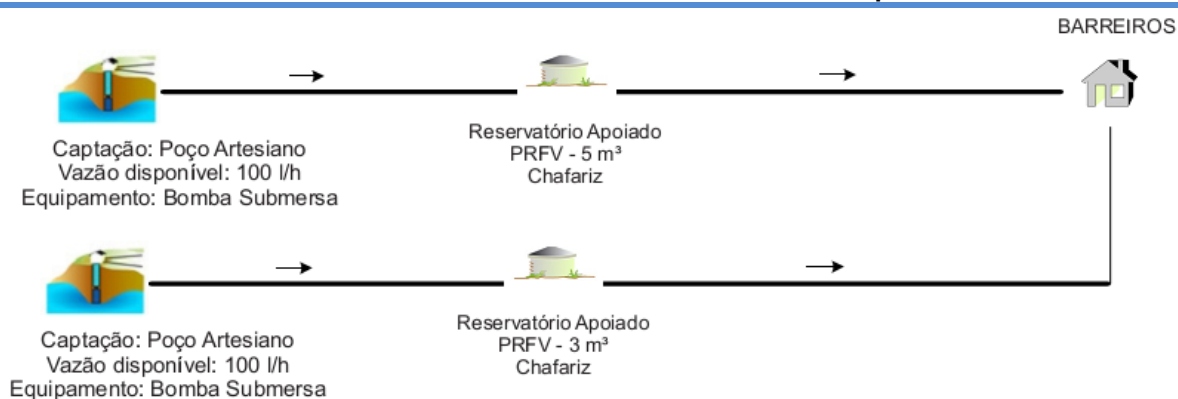 BARREIROS
Captação: Poço Artesiano
Vazão disponível: 100 l/h
Equipamento: Bomba Submersa
Reservatório Apoiado
PRFV - 5 m³
Chafariz
Captação: Poço Artesiano
Vazão disponível: 100 l/h
Equipamento: Bomba Submersa
Reservatório Apoiado
PRFV - 3 m³
Chafariz